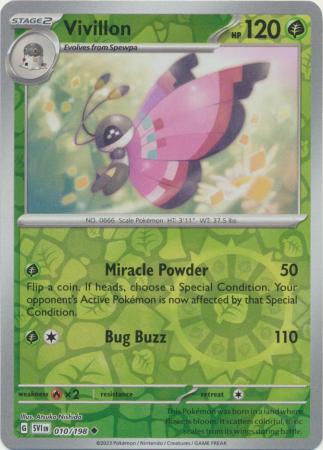 STAGE2 Vivillon HP 120
Evolves from Spewpa
NO. 0666 Scale Pokémon HT: 3'11" WT: 37.5 lbs
Miracle Powder 50
Flip a coin. If heads, choose a Special Condition. Your
opponent's Active Pokémon is now affected by that Special
Condition.
Bug Buzz 110
weakness ×2 resistance retreat
Illus. Atsuko Nishida
G SVI EN 010/198
This Pokémon was born in a land where
©2023 Pokémon / Nintendo / Creatures / GAME FREAK